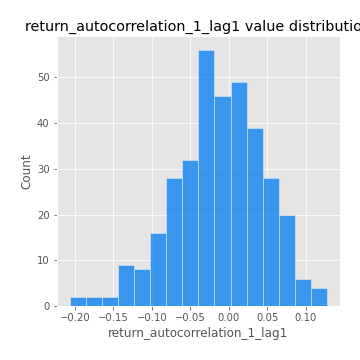 return_autocorrelation_1_lag1 value distributio
Count
50
40
30
20
10
0
−0.20 −0.15 −0.10 −0.05 0.00 0.05 0.10
return_autocorrelation_1_lag1